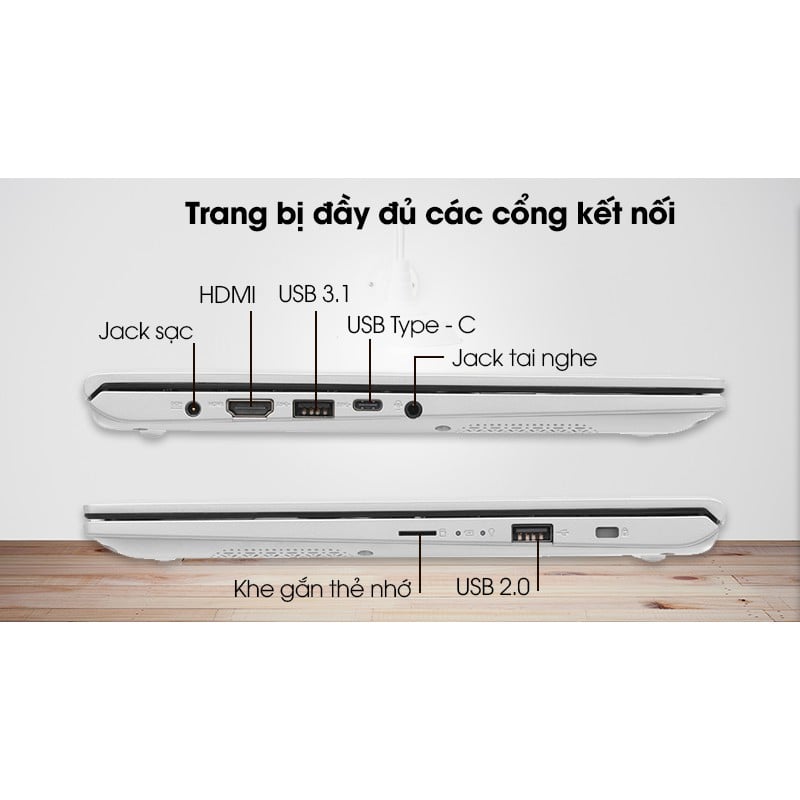 Trang bị đầy đủ các cổng kết nối
HDMI
USB 3.1
Jack sạc
USB Type - C
Jack tai nghe
Khe gắn thẻ nhớ
USB 2.0